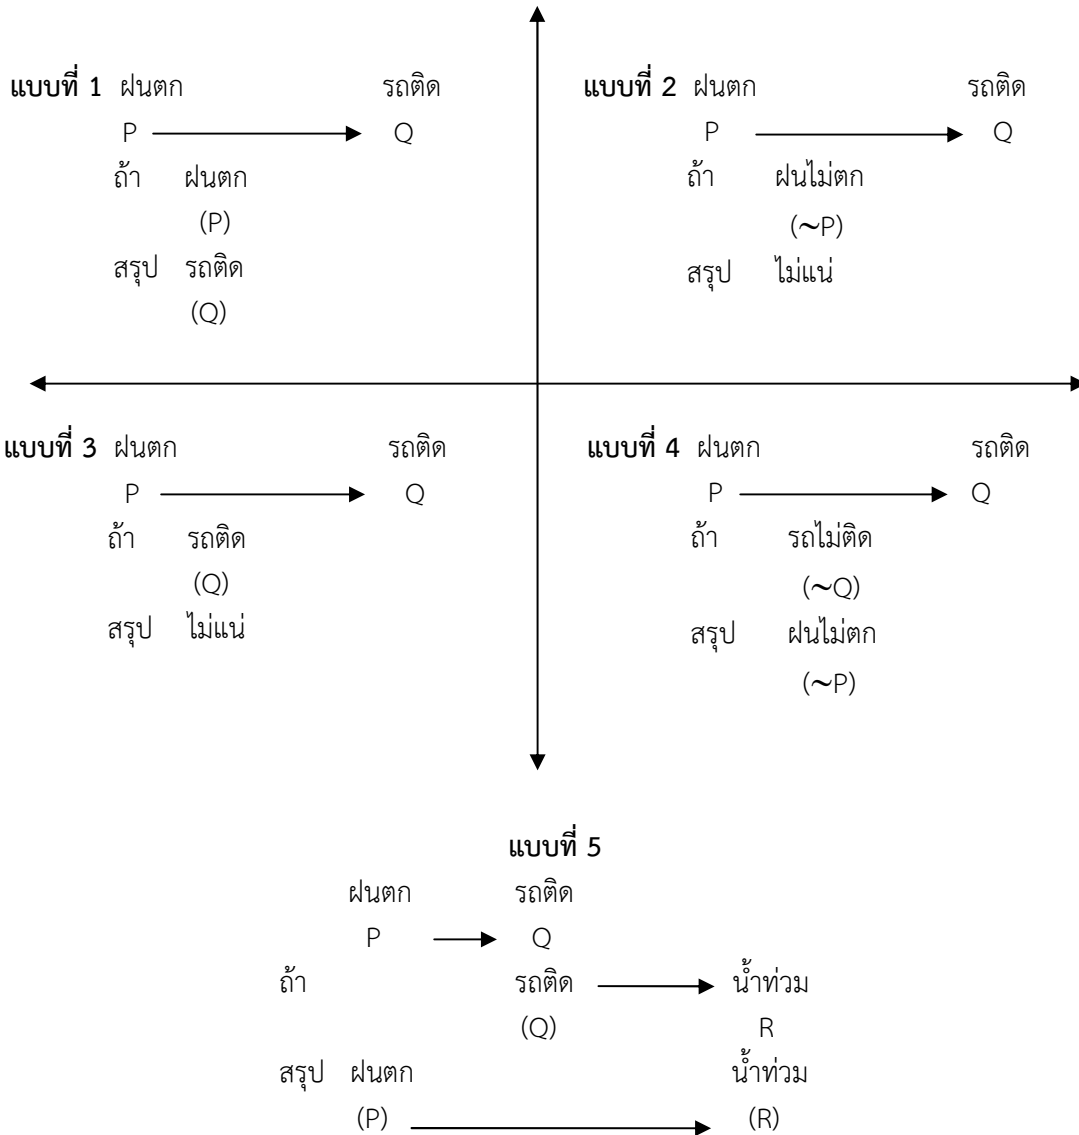 แบบที่ 1 ฝนตก รถติด
P Q
ถ้า ฝนตก
(P)
สรุป รถติด
(Q)
แบบที่ 2 ฝนตก รถติด
P Q
ถ้า ฝนไม่ตก
(~P)
สรุป ไม่แน่
แบบที่ 3 ฝนตก รถติด
P Q
ถ้า รถติด
(Q)
สรุป ไม่แน่
แบบที่ 4 ฝนตก รถติด
P Q
ถ้า รถไม่ติด
(~Q)
สรุป ฝนไม่ตก
(~P)
แบบที่ 5
ฝนตก รถติด
P Q
ถ้า รถติด น้ำท่วม
(Q) R
สรุป ฝนตก น้ำท่วม
(P) (R)